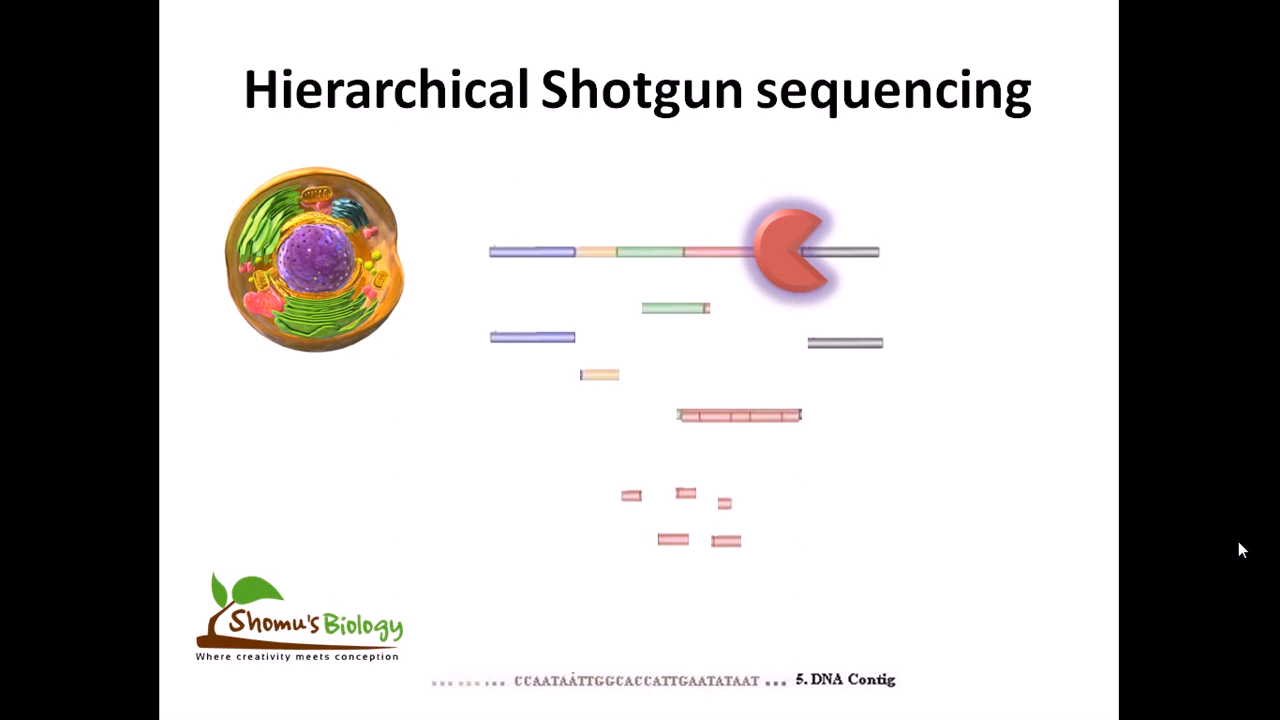 Hierarchical Shotgun sequencing
Shomu's Biology
Where creativity meets conception
... ... ... CCAATAATTGGCACCATTGAATATAAT ... 5. DNA Contig